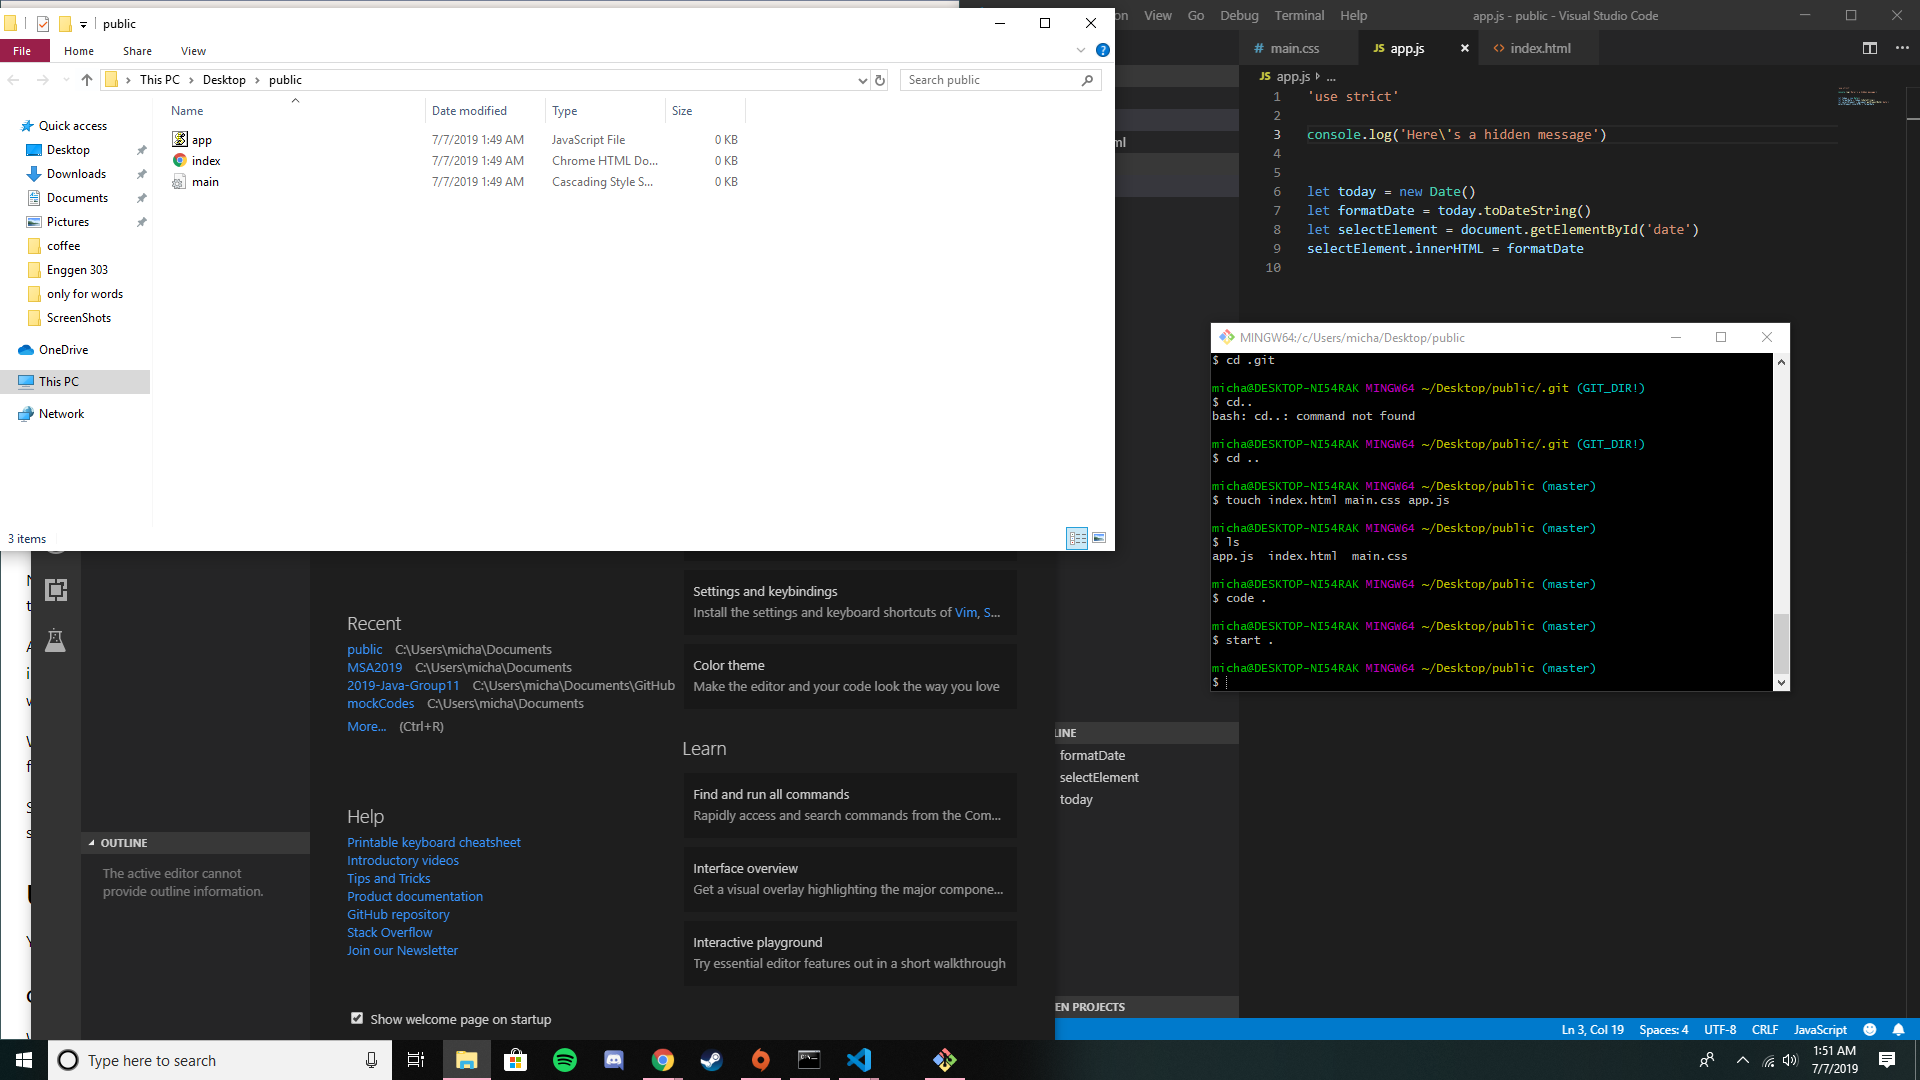 public
File
Home
Share
View
This PC
Desktop
public
Search public
Name
Date modified
Type
Size
app
7/7/2019 1:49 AM
JavaScript File
0 KB
index
7/7/2019 1:49 AM
Chrome HTML Do...
0 KB
main
7/7/2019 1:49 AM
Cascading Style S...
0 KB
Quick access
Desktop
Downloads
Documents
Pictures
coffee
Enggen 303
only for words
ScreenShots
OneDrive
This PC
Network
3 items
on View Go Debug Terminal Help
app.js - public - Visual Studio Code
# main.css
JS app.js
<> index.html
JS app.js ...
1 'use strict'
2
3 console.log('Here\'s a hidden message')
4
5
6 let today = new Date()
7 let formatDate = today.toDateString()
8 let selectElement = document.getElementById('date')
9 selectElement.innerHTML = formatDate
10
ml
MINGW64:/c/Users/micha/Desktop/public
$ cd .git
micha@DESKTOP-NI54RAK MINGW64 ~/Desktop/public/.git (GIT_DIR!)
$ cd..
bash: cd..: command not found
micha@DESKTOP-NI54RAK MINGW64 ~/Desktop/public/.git (GIT_DIR!)
$ cd ..
micha@DESKTOP-NI54RAK MINGW64 ~/Desktop/public (master)
$ touch index.html main.css app.js
micha@DESKTOP-NI54RAK MINGW64 ~/Desktop/public (master)
$ ls
app.js index.html main.css
micha@DESKTOP-NI54RAK MINGW64 ~/Desktop/public (master)
$ code .
micha@DESKTOP-NI54RAK MINGW64 ~/Desktop/public (master)
$ start .
micha@DESKTOP-NI54RAK MINGW64 ~/Desktop/public (master)
$
Recent
public C:\Users\micha\Documents
MSA2019 C:\Users\micha\Documents
2019-Java-Group11 C:\Users\micha\Documents\GitHub
mockCodes C:\Users\micha\Documents
More... (Ctrl+R)
Help
Printable keyboard cheatsheet
Introductory videos
Tips and Tricks
Product documentation
GitHub repository
Stack Overflow
Join our Newsletter
Show welcome page on startup
Settings and keybindings
Install the settings and keyboard shortcuts of Vim, S...
Color theme
Make the editor and your code look the way you love
Learn
Find and run all commands
Rapidly access and search commands from the Com...
Interface overview
Get a visual overlay highlighting the major compone...
Interactive playground
Try essential editor features out in a short walkthrough
OUTLINE
The active editor cannot
provide outline information.
LINE
formatDate
selectElement
today
EN PROJECTS
Ln 3, Col 19 Spaces: 4 UTF-8 CRLF JavaScript
Type here to search
1:51 AM
7/7/2019